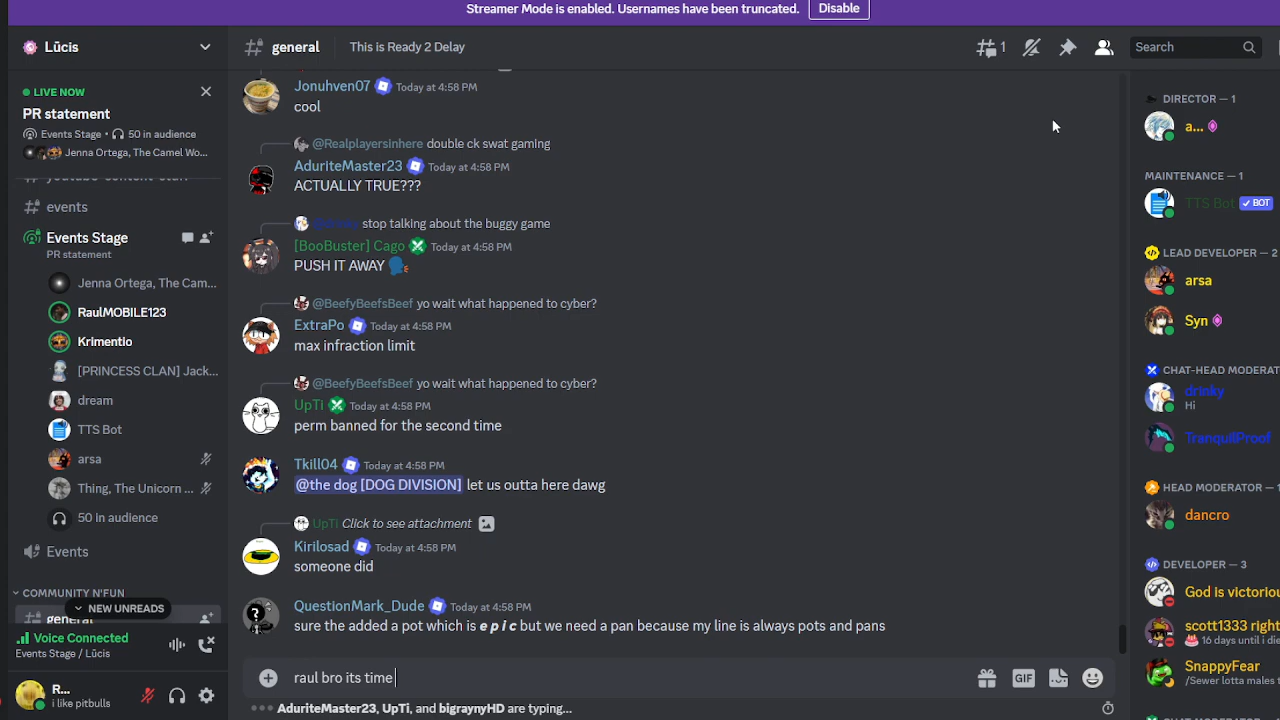 Streamer Mode is enabled. Usernames have been truncated. Disable
Lūcis
LIVE NOW
PR statement
Events Stage • 50 in audience
Jenna Ortega, The Camel Wo...
events
Events Stage
PR statement
Jenna Ortega, The Cam...
RaulMOBILE123
Krimentio
[PRINCESS CLAN] Jack...
dream
TTS Bot
arsa
Thing, The Unicorn ...
50 in audience
Events
COMMUNITY N'FUN
NEW UNREADS
general
Voice Connected
Events Stage / Lūcis
R...
i like pitbulls
general
This is Ready 2 Delay
1
Search
Jonuhven07 Today at 4:58 PM
cool
@Realplayersinhere double ck swat gaming
AduriteMaster23 Today at 4:58 PM
ACTUALLY TRUE???
stop talking about the buggy game
[BooBuster] Cago Today at 4:58 PM
PUSH IT AWAY 🗣️
@BeefyBeefsBeef yo wait what happened to cyber?
ExtraPo Today at 4:58 PM
max infraction limit
@BeefyBeefsBeef yo wait what happened to cyber?
UpTi Today at 4:58 PM
perm banned for the second time
Tkill04 Today at 4:58 PM
@the dog [DOG DIVISION] let us outta here dawg
UpTi Click to see attachment
Kirilosad Today at 4:58 PM
someone did
QuestionMark_Dude Today at 4:58 PM
sure the added a pot which is e p i c but we need a pan because my line is always pots and pans
raul bro its time
GIF
AduriteMaster23, UpTi, and bigraynyHD are typing...
DIRECTOR — 1
a...
MAINTENANCE — 1
TTS Bot ✓ BOT
LEAD DEVELOPER — 2
arsa
Syn
CHAT-HEAD MODERAT
drinky
Hi
TranquilProof
HEAD MODERATOR — 1
dancro
DEVELOPER — 3
God is victoriou
scott1333 right
16 days until i die
SnappyFear
/Sewer lotta males t